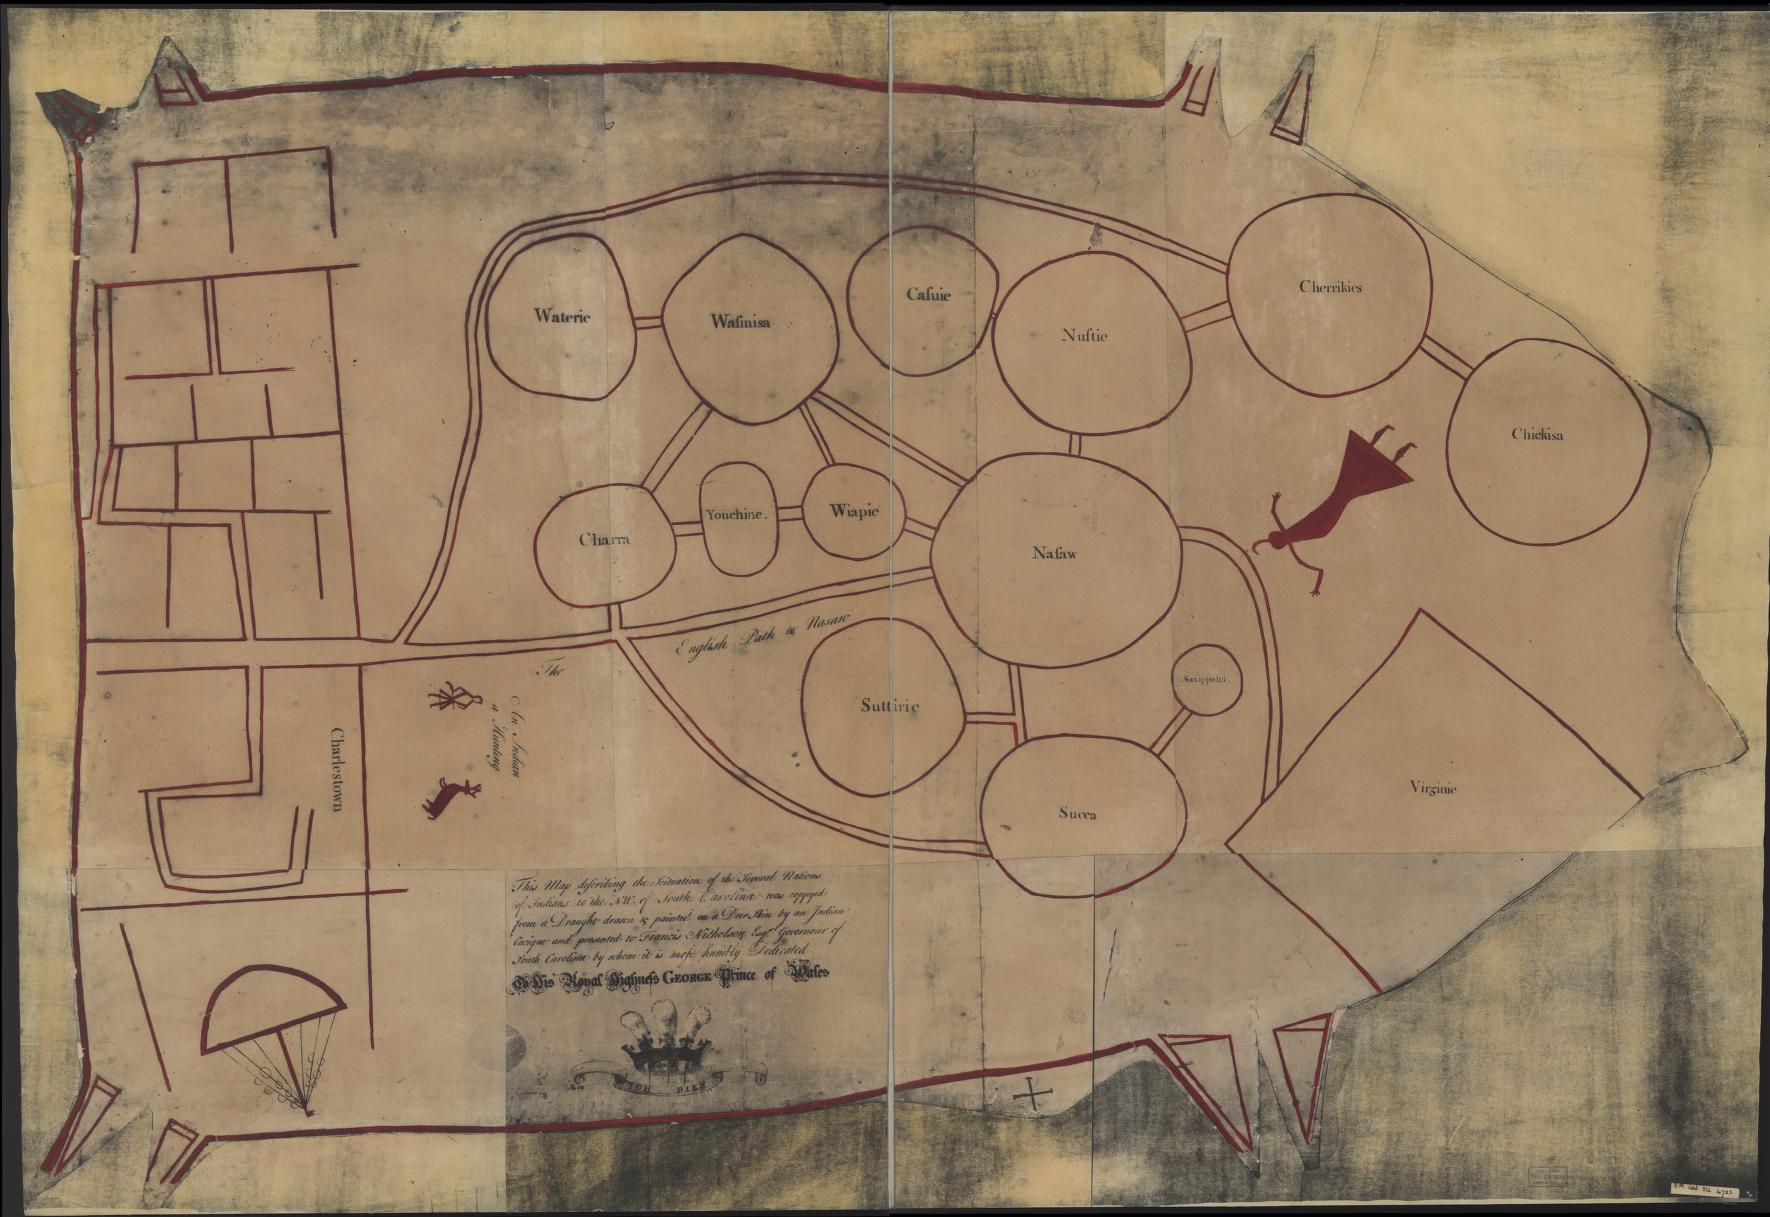 Waterie
Waſmisa
Caſuie
Nuſtie
Cherrikies
Chickisa
Charra
Youchine.
Wiapie
Naſaw
The
English Path to Nasaw
Suttirie
Saxippaha.
Succa
Virginie
Charlestown
An Indian
a Hunting
This Map deſcribing the Scituation of the Several Nations
of Indians to the NW. of South Carolina was coppyed
from a Draught drawn & painted on a Deer Skin by an Indian
Cacique and presented to Francis Nicholson Esqr. Governour of
South Carolina by whom it is moſt humbly Dedicated
To His Royal Highneſs GEORGE Prince of Wales
ICH DIEN